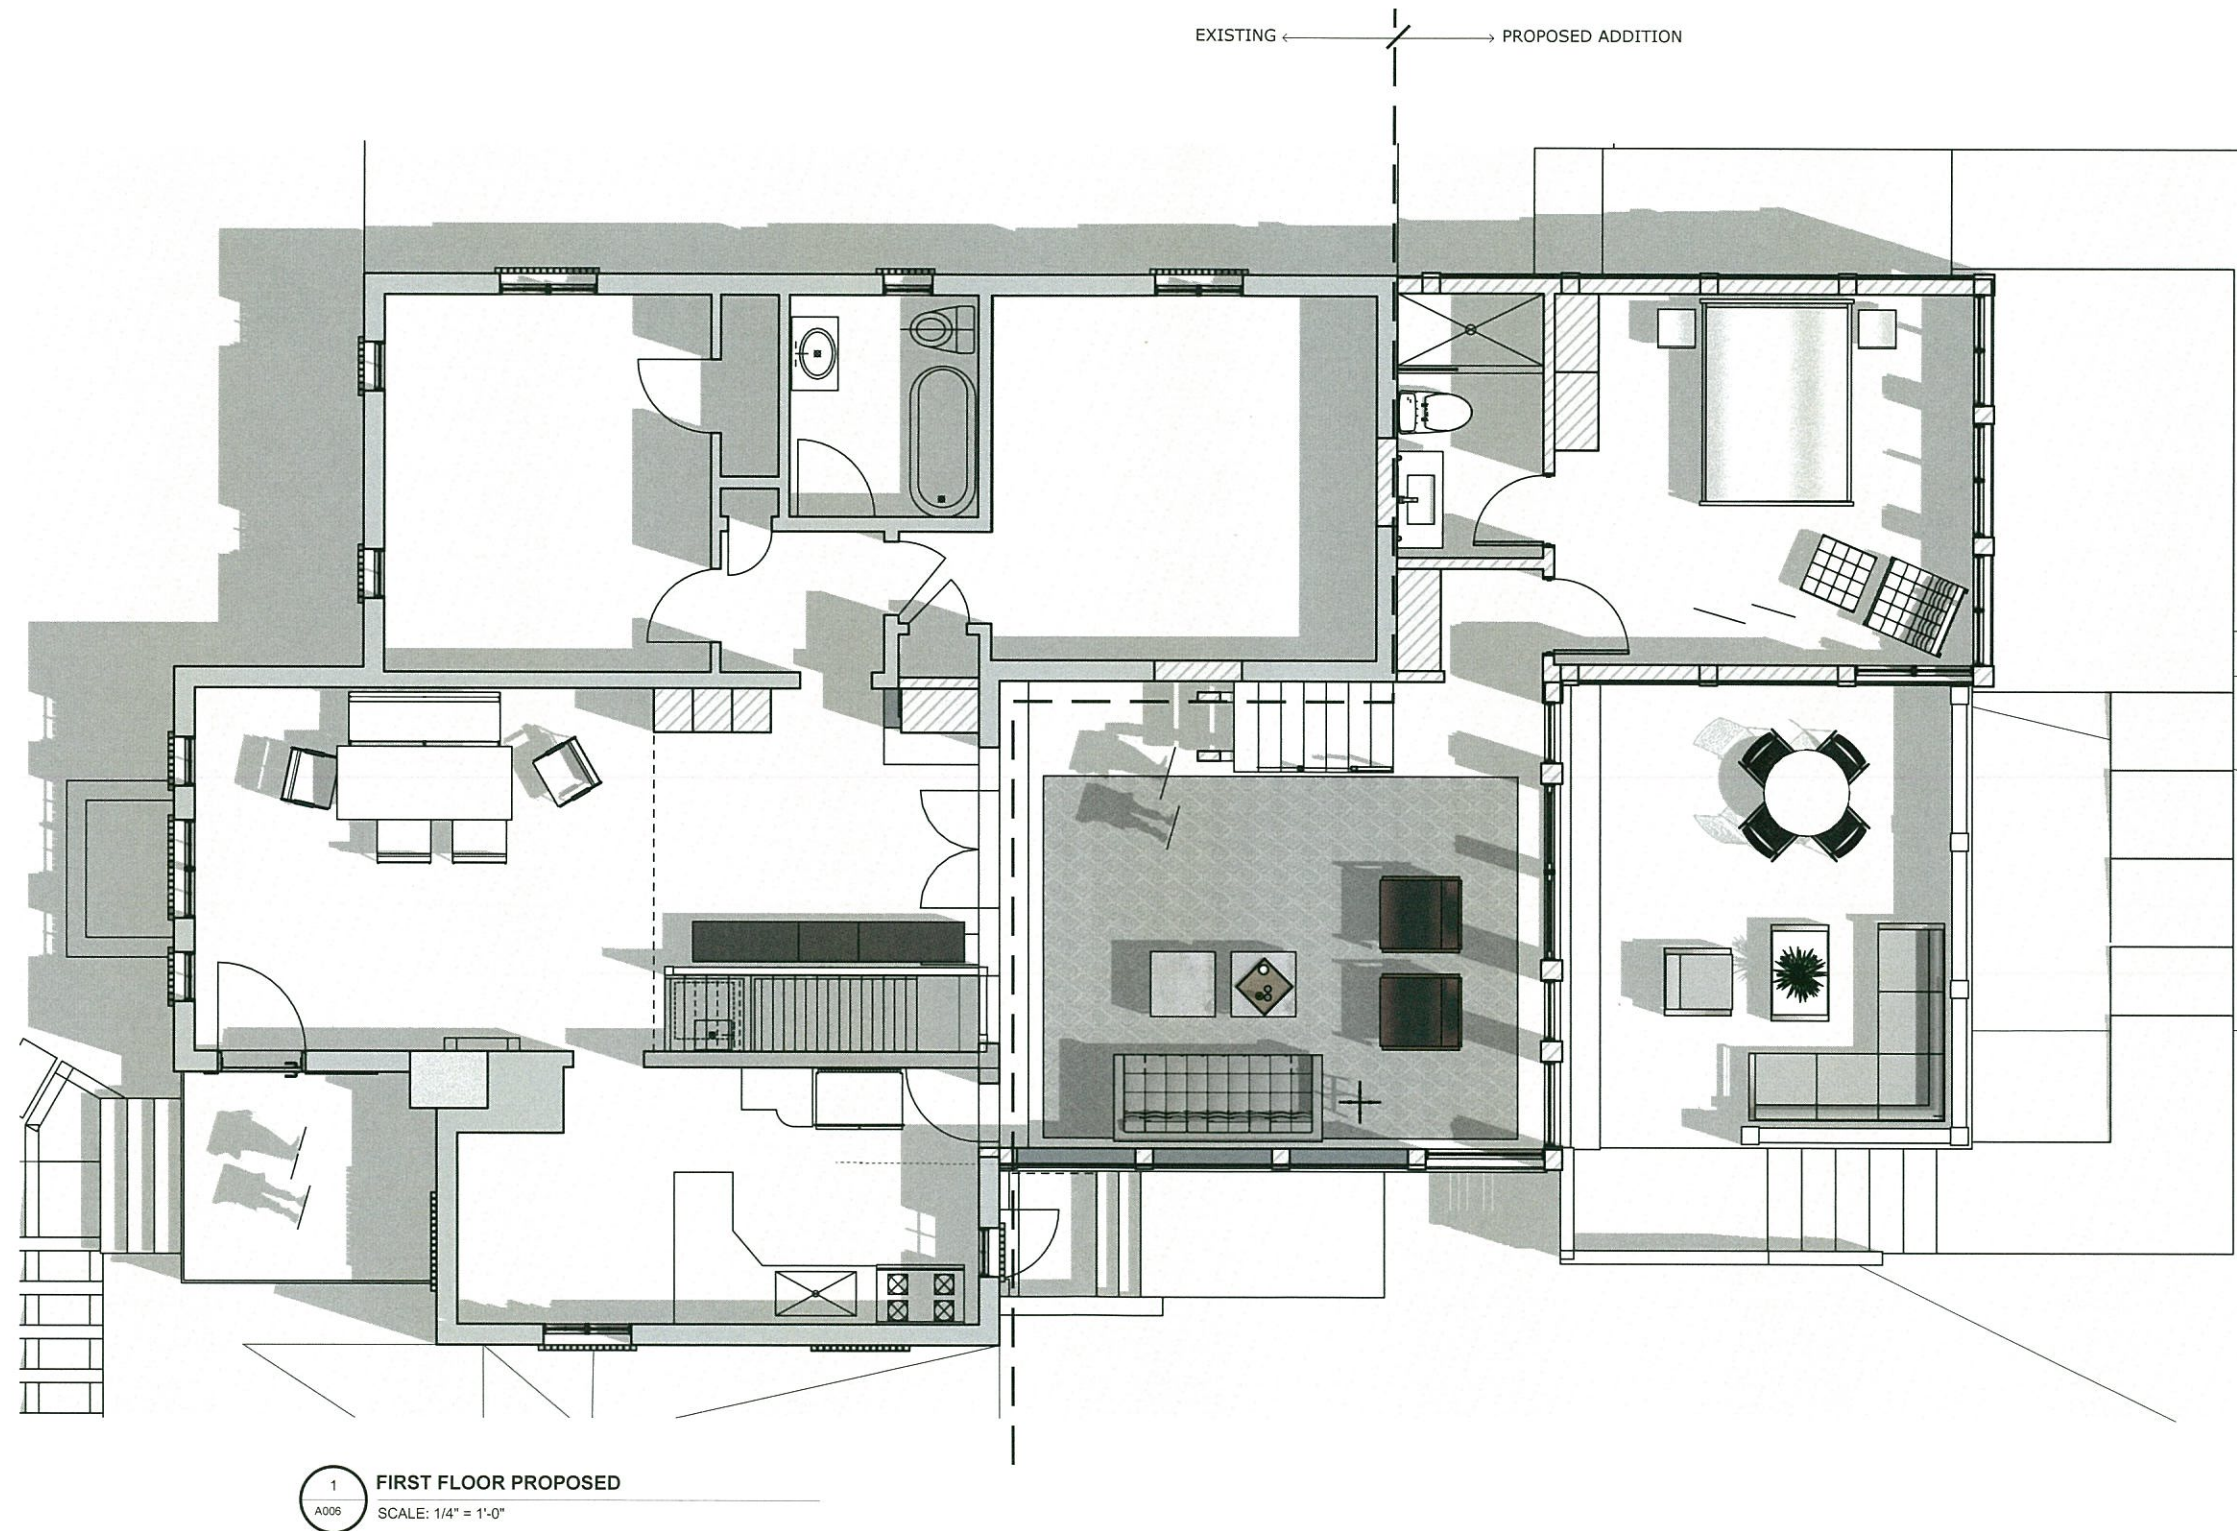 EXISTING PROPOSED ADDITION
1
FIRST FLOOR PROPOSED
A006
SCALE: 1/4" = 1'-0"